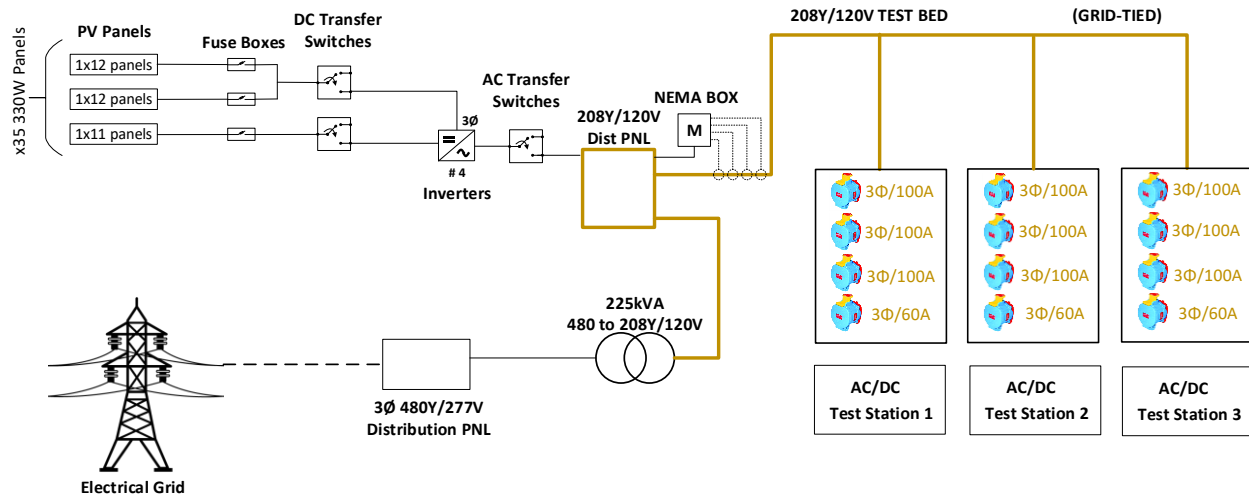 x35 330W Panels
PV Panels
1x12 panels
1x12 panels
1x11 panels
Fuse Boxes
DC Transfer
Switches
3Ø
# 4
Inverters
AC Transfer
Switches
208Y/120V
Dist PNL
NEMA BOX
M
208Y/120V TEST BED
(GRID-TIED)
3Φ/100A
3Φ/100A
3Φ/100A
3Φ/60A
3Φ/100A
3Φ/100A
3Φ/100A
3Φ/60A
3Φ/100A
3Φ/100A
3Φ/100A
3Φ/60A
AC/DC
Test Station 1
AC/DC
Test Station 2
AC/DC
Test Station 3
225kVA
480 to 208Y/120V
3Ø 480Y/277V
Distribution PNL
Electrical Grid